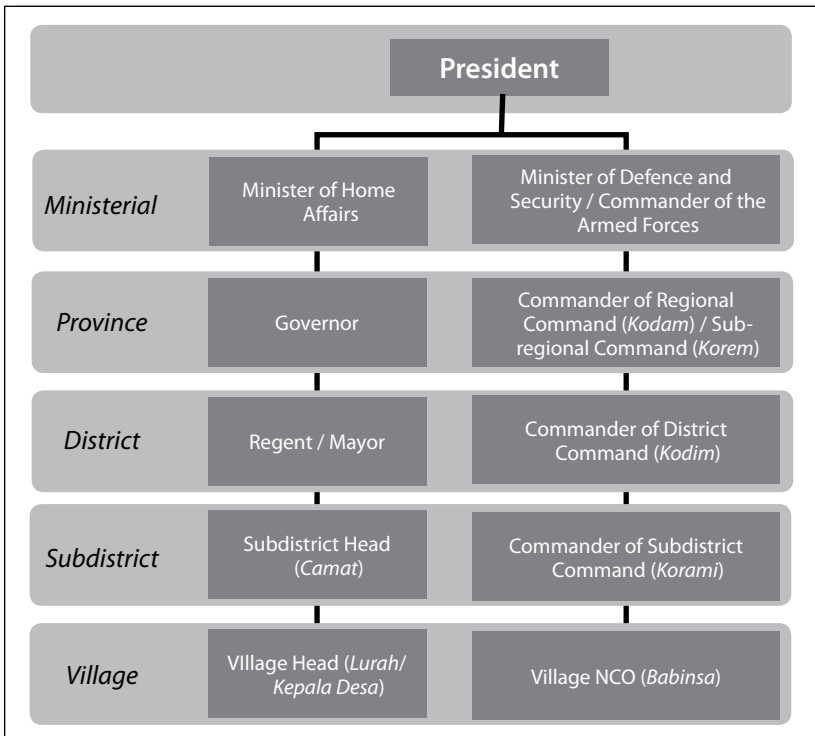 President
Ministerial
Minister of Home
Affairs
Minister of Defence and
Security / Commander of the
Armed Forces
Province
Governor
Commander of Regional
Command (Kodam) / Sub-
regional Command (Korem)
District
Regent / Mayor
Commander of District
Command (Kodim)
Subdistrict
Subdistrict Head
(Camat)
Commander of Subdistrict
Command (Korami)
Village
VIllage Head (Lurah/
Kepala Desa)
Village NCO (Babinsa)